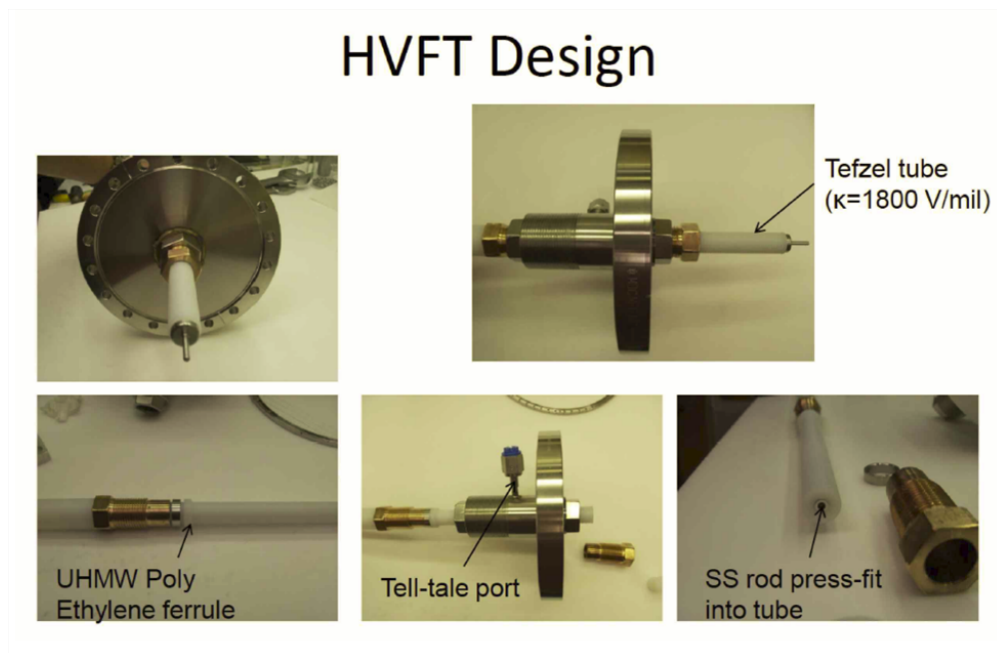 HVFT Design
Tefzel tube
(κ=1800 V/mil)
UHMW Poly
Ethylene ferrule
Tell-tale port
SS rod press-fit
into tube